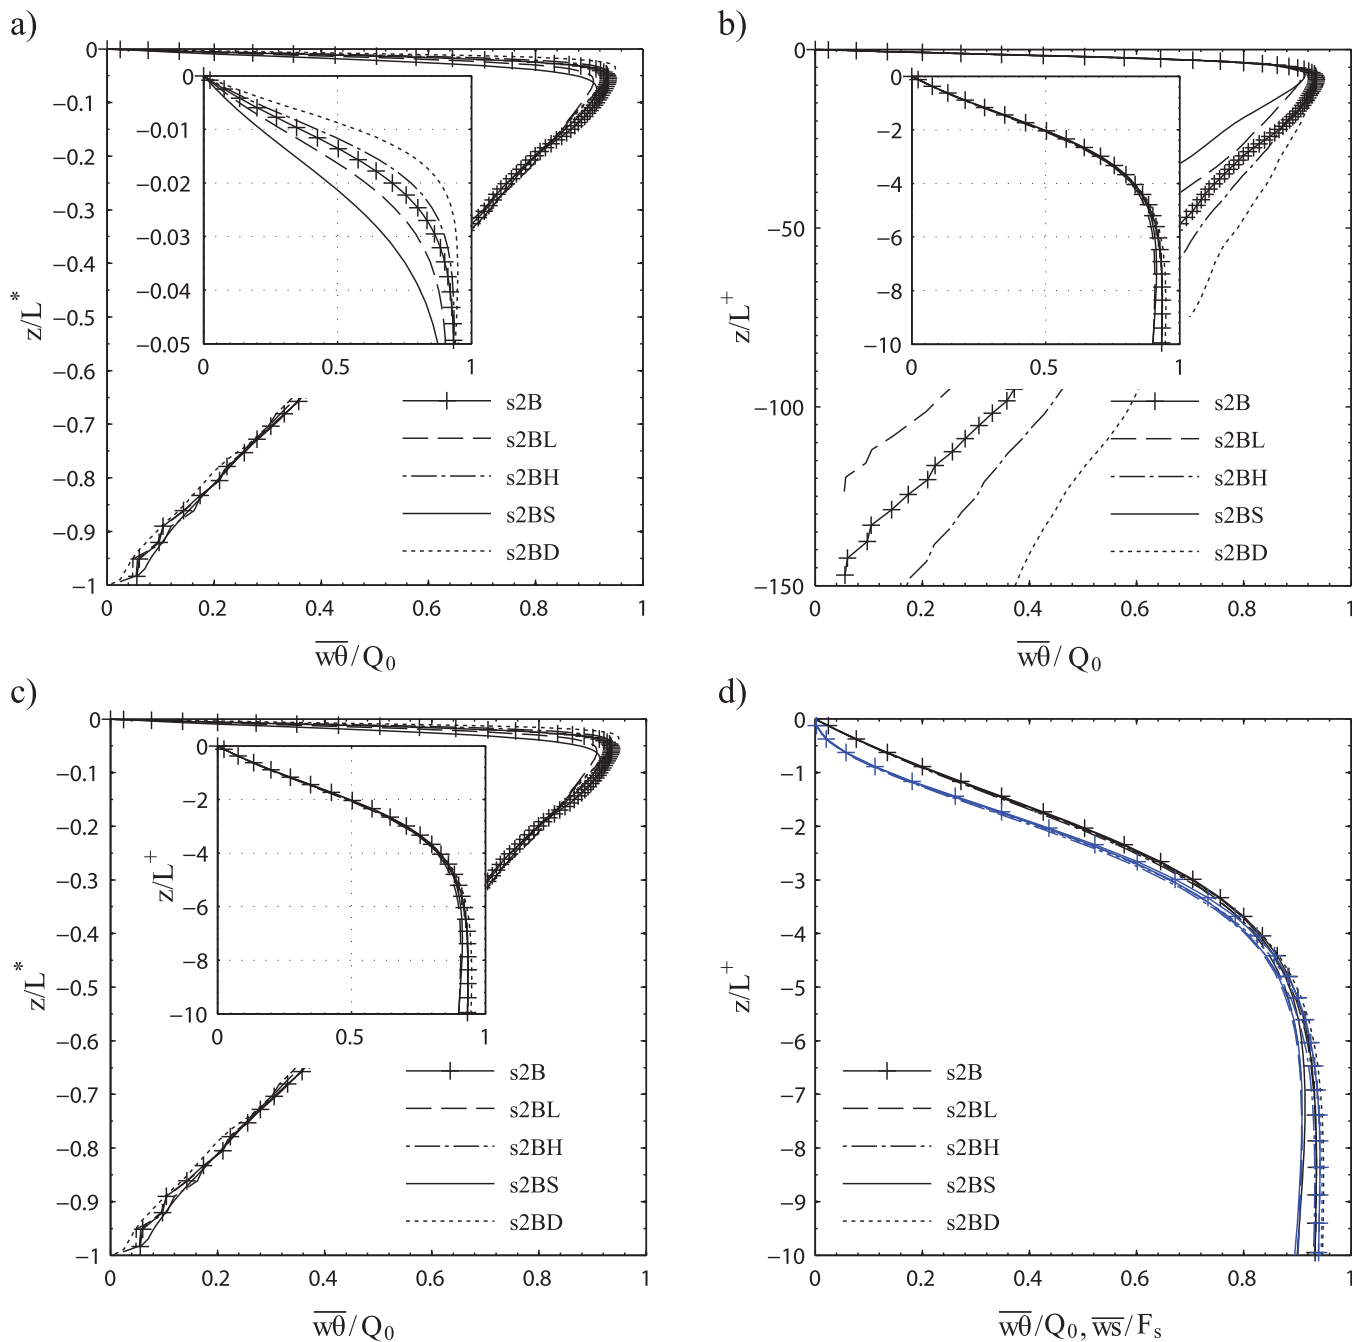 a)
0
−0.1
−0.2
−0.3
−0.4
−0.5
−0.6
−0.7
−0.8
−0.9
−1
z/L*
0
−0.01
−0.02
−0.03
−0.04
−0.05
0
0.5
1
s2B
s2BL
s2BH
s2BS
s2BD
0
0.2
0.4
0.6
0.8
1
w̅θ̅/Q₀
b)
0
−50
−100
−150
z/L⁺
0
−2
−4
−6
−8
−10
0
0.5
1
s2B
s2BL
s2BH
s2BS
s2BD
0
0.2
0.4
0.6
0.8
1
w̅θ̅/Q₀
c)
0
−0.1
−0.2
−0.3
−0.4
−0.5
−0.6
−0.7
−0.8
−0.9
−1
z/L*
0
−2
−4
−6
−8
−10
z/L⁺
0
0.5
1
s2B
s2BL
s2BH
s2BS
s2BD
0
0.2
0.4
0.6
0.8
1
w̅θ̅/Q₀
d)
0
−1
−2
−3
−4
−5
−6
−7
−8
−9
−10
z/L⁺
s2B
s2BL
s2BH
s2BS
s2BD
0
0.2
0.4
0.6
0.8
1
w̅θ̅/Q₀, w̅s̅/Fₛ